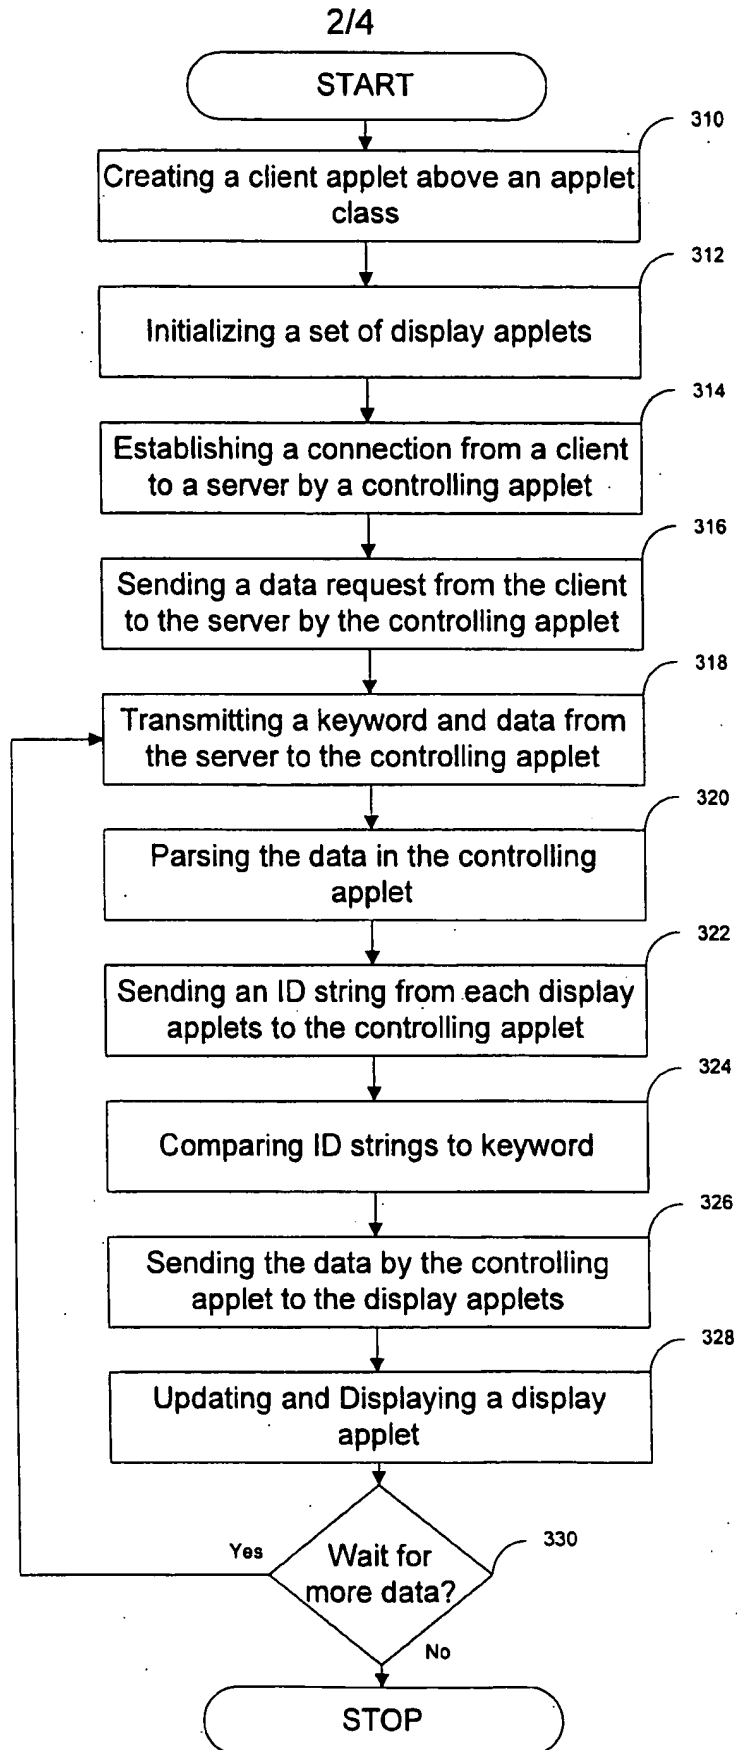 2/4
START
310
Creating a client applet above an applet
class
312
Initializing a set of display applets
314
Establishing a connection from a client
to a server by a controlling applet
316
Sending a data request from the client
to the server by the controlling applet
318
Transmitting a keyword and data from
the server to the controlling applet
320
Parsing the data in the controlling
applet
322
Sending an ID string from each display
applets to the controlling applet
324
Comparing ID strings to keyword
326
Sending the data by the controlling
applet to the display applets
328
Updating and Displaying a display
applet
330
Yes
Wait for
more data?
No
STOP